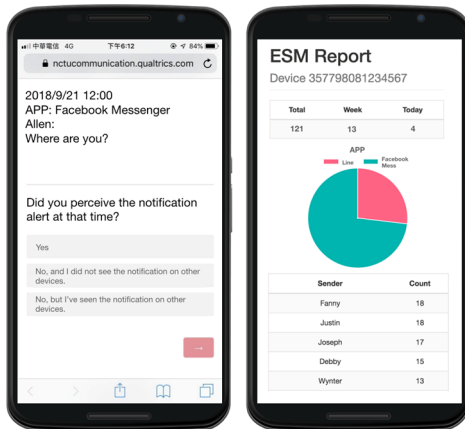 中華電信 4G 下午6:12 84%
nctucommunication.qualtrics.com
2018/9/21 12:00
APP: Facebook Messenger
Allen:
Where are you?
Did you perceive the notification
alert at that time?
Yes
No, and I did not see the notification on other
devices.
No, but I've seen the notification on other
devices.
→
ESM Report
Device 357798081234567
Total Week Today
121 13 4
APP
Line Facebook
Mess
Sender Count
Fanny 18
Justin 18
Joseph 17
Debby 15
Wynter 13